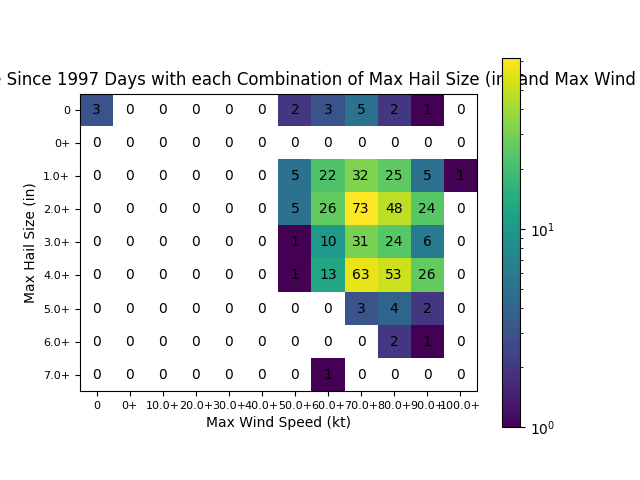 Since 1997 Days with each Combination of Max Hail Size (in) and Max Wind
Max Hail Size (in)
0 3 0 0 0 0 0 2 3 5 2 1 0
0+ 0 0 0 0 0 0 0 0 0 0 0 0
1.0+ 0 0 0 0 0 0 5 22 32 25 5 1
2.0+ 0 0 0 0 0 0 5 26 73 48 24 0
3.0+ 0 0 0 0 0 0 1 10 31 24 6 0
4.0+ 0 0 0 0 0 0 1 13 63 53 26 0
5.0+ 0 0 0 0 0 0 0 0 3 4 2 0
6.0+ 0 0 0 0 0 0 0 0 0 2 1 0
7.0+ 0 0 0 0 0 0 0 1 0 0 0 0
0 0+ 10.0+ 20.0+ 30.0+ 40.0+ 50.0+ 60.0+ 70.0+ 80.0+ 90.0+ 100.0+
Max Wind Speed (kt)
10¹
10⁰